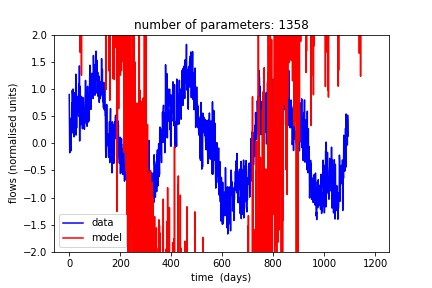 number of parameters: 1358
flows (normalised units)
2.0
1.5
1.0
0.5
0.0
−0.5
−1.0
−1.5
−2.0
data
model
0 200 400 600 800 1000 1200
time (days)